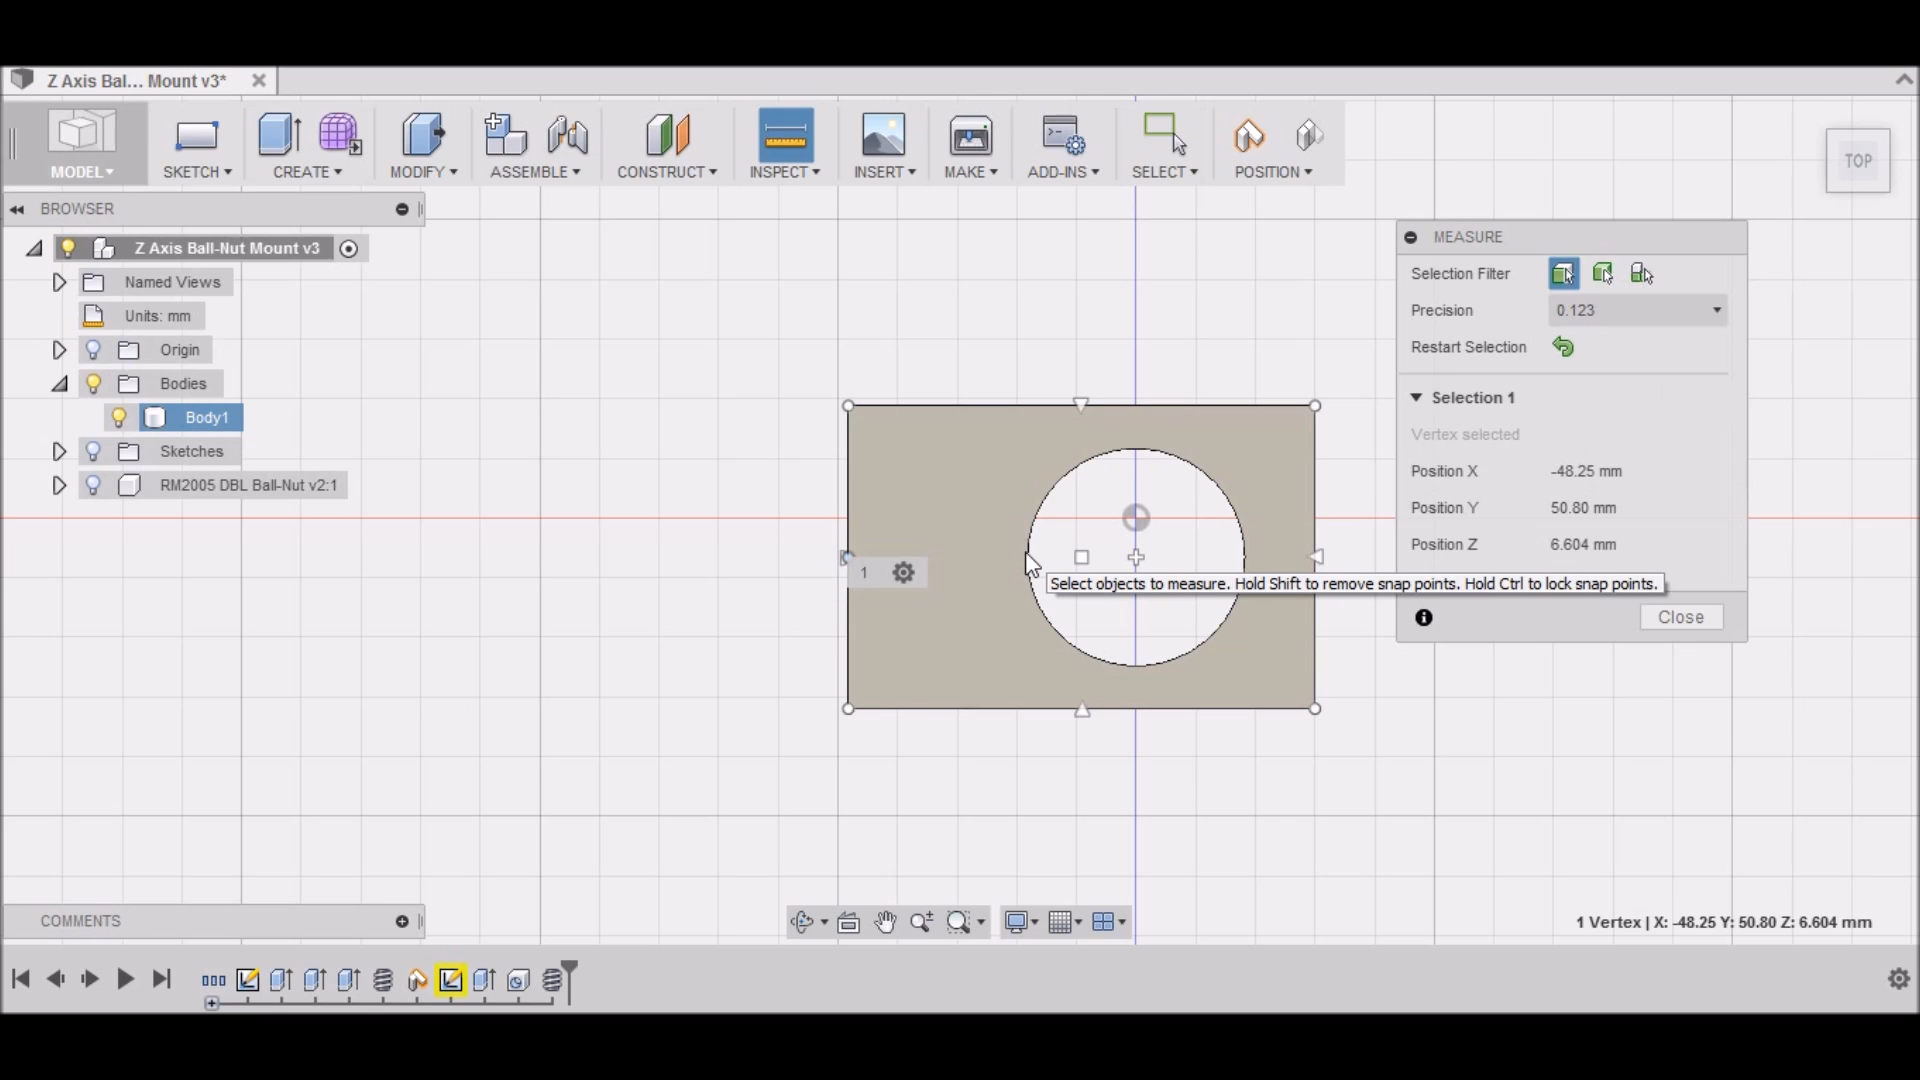 Z Axis Bal... Mount v3*
MODEL
SKETCH
CREATE
MODIFY
ASSEMBLE
CONSTRUCT
INSPECT
INSERT
MAKE
ADD-INS
SELECT
POSITION
TOP
BROWSER
Z Axis Ball-Nut Mount v3
Named Views
Units: mm
Origin
Bodies
Body1
Sketches
RM2005 DBL Ball-Nut v2:1
MEASURE
Selection Filter
Precision 0.123
Restart Selection
Selection 1
Vertex selected
Position X -48.25 mm
Position Y 50.80 mm
Position Z 6.604 mm
Close
1
Select objects to measure. Hold Shift to remove snap points. Hold Ctrl to lock snap points.
COMMENTS
1 Vertex | X: -48.25 Y: 50.80 Z: 6.604 mm